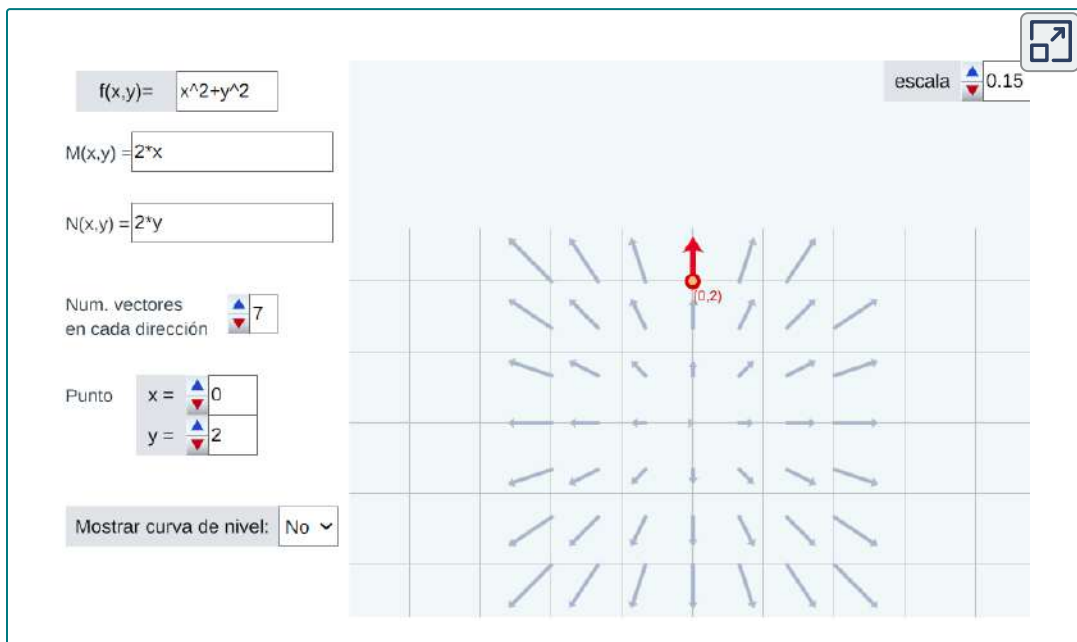 f(x,y)= x^2+y^2
escala 0.15
M(x,y) = 2*x
N(x,y) = 2*y
Num. vectores
en cada dirección 7
(0,2)
Punto x = 0
y = 2
Mostrar curva de nivel: No